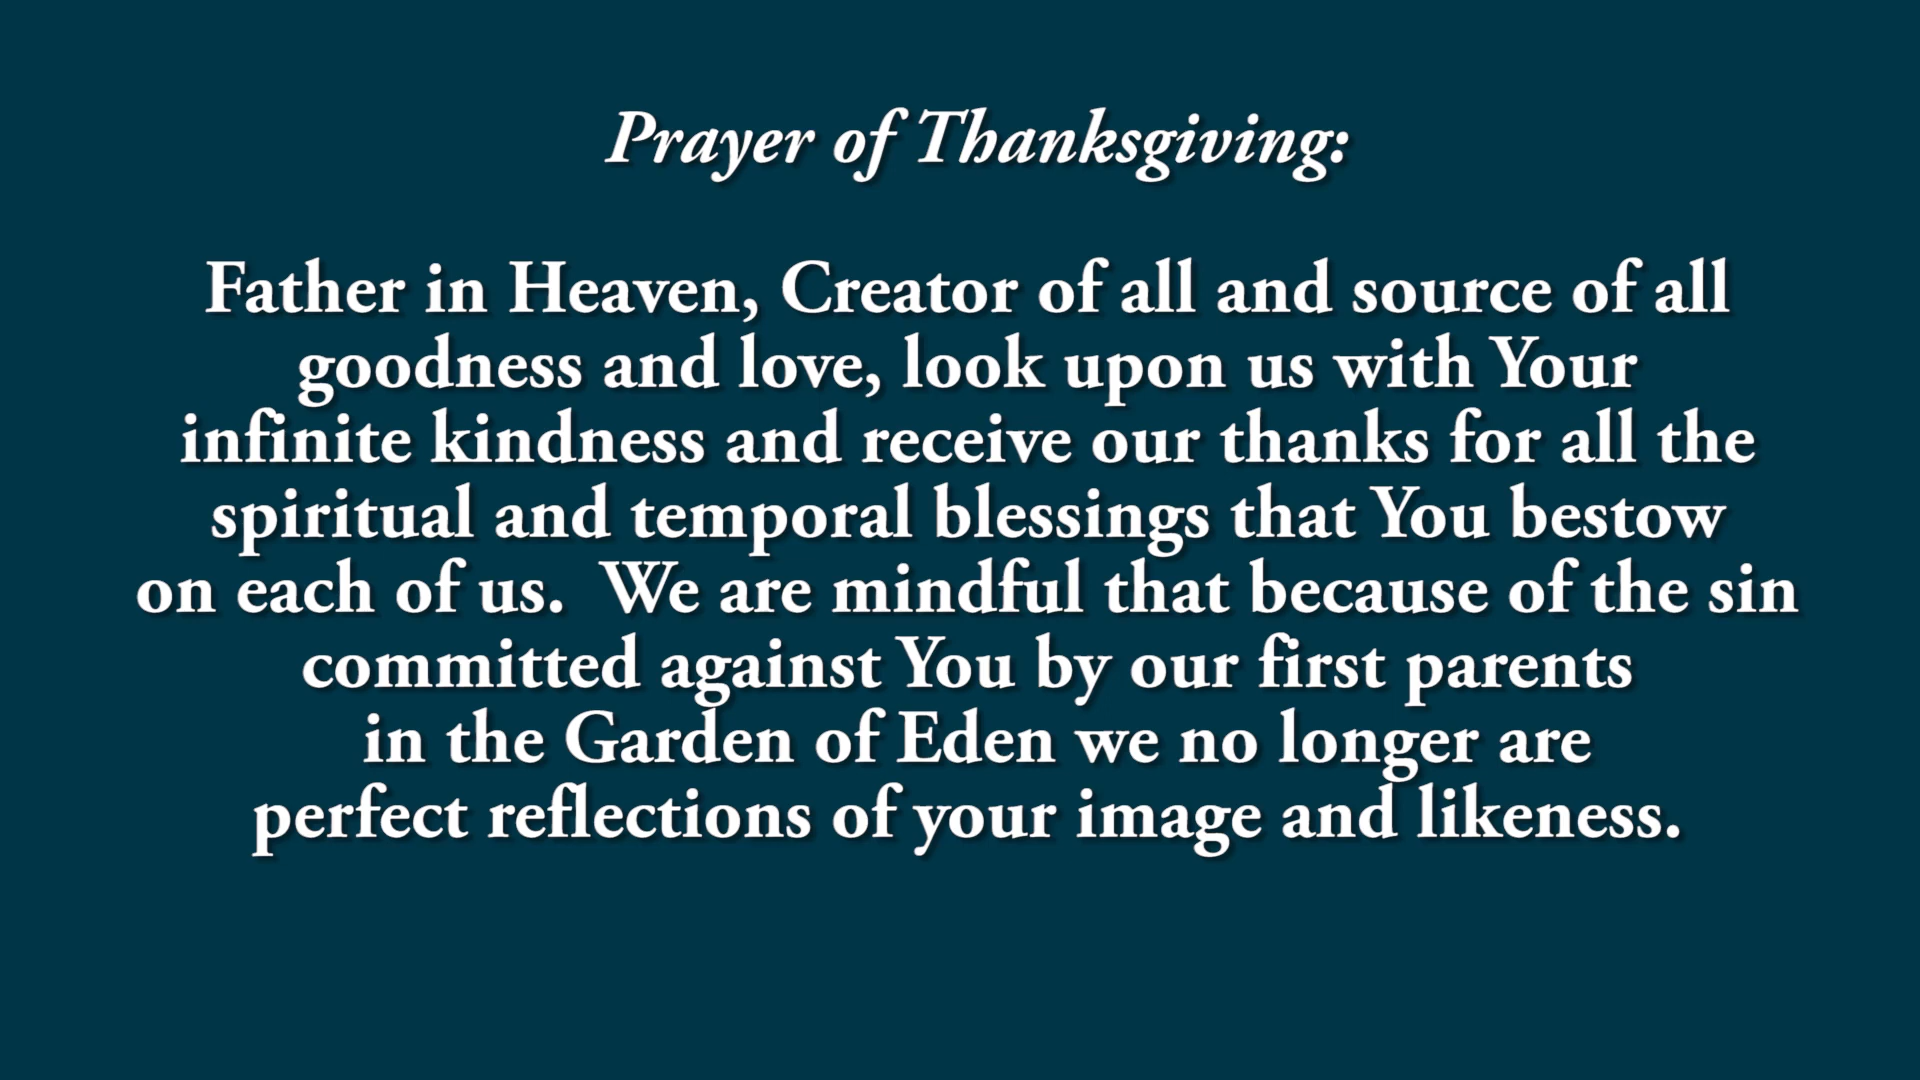 Prayer of Thanksgiving:
Father in Heaven, Creator of all and source of all
goodness and love, look upon us with Your
infinite kindness and receive our thanks for all the
spiritual and temporal blessings that You bestow
on each of us.  We are mindful that because of the sin
committed against You by our first parents
in the Garden of Eden we no longer are
perfect reflections of your image and likeness.